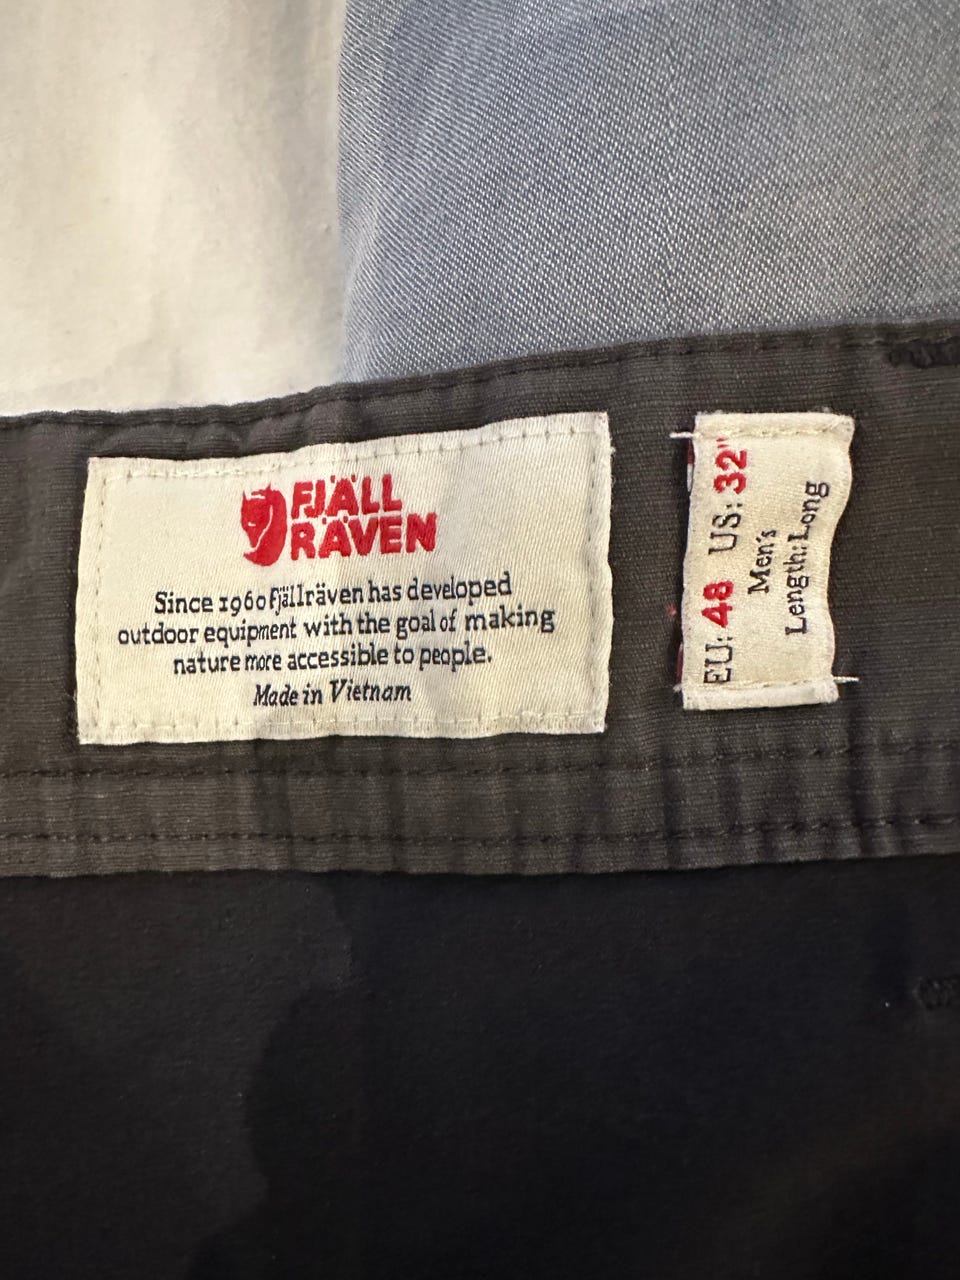 FJÄLL
RÄVEN
Since 1960 Fjällräven has developed
outdoor equipment with the goal of making
nature more accessible to people.
Made in Vietnam
EU: 48 US: 32"
Men's
Length: Long